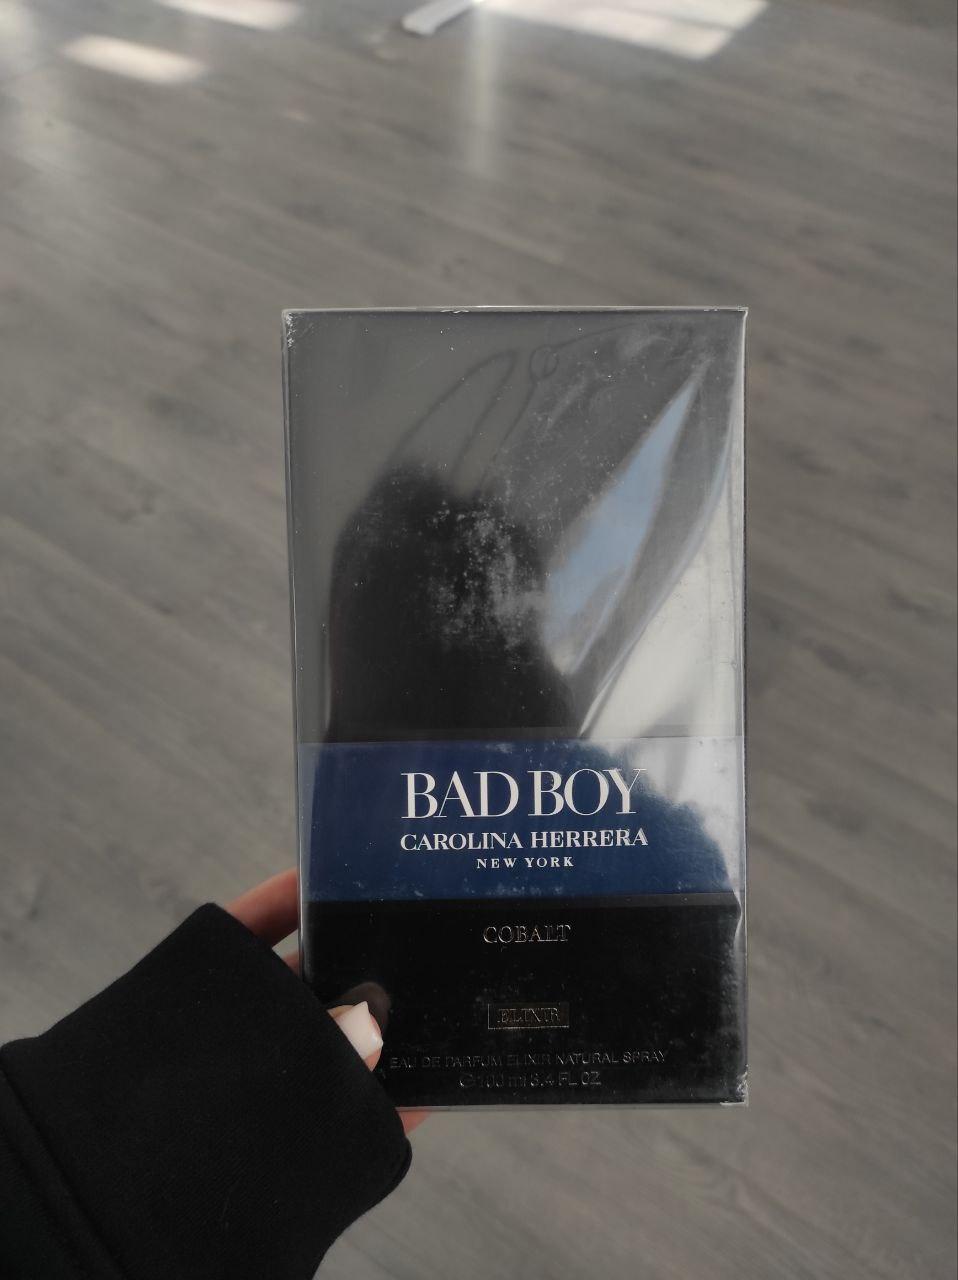 BAD BOY
CAROLINA HERRERA
NEW YORK
COBALT
ELIXIR
EAU DE PARFUM ELIXIR NATURAL SPRAY
℮ 100 ml 3.4 FL OZ